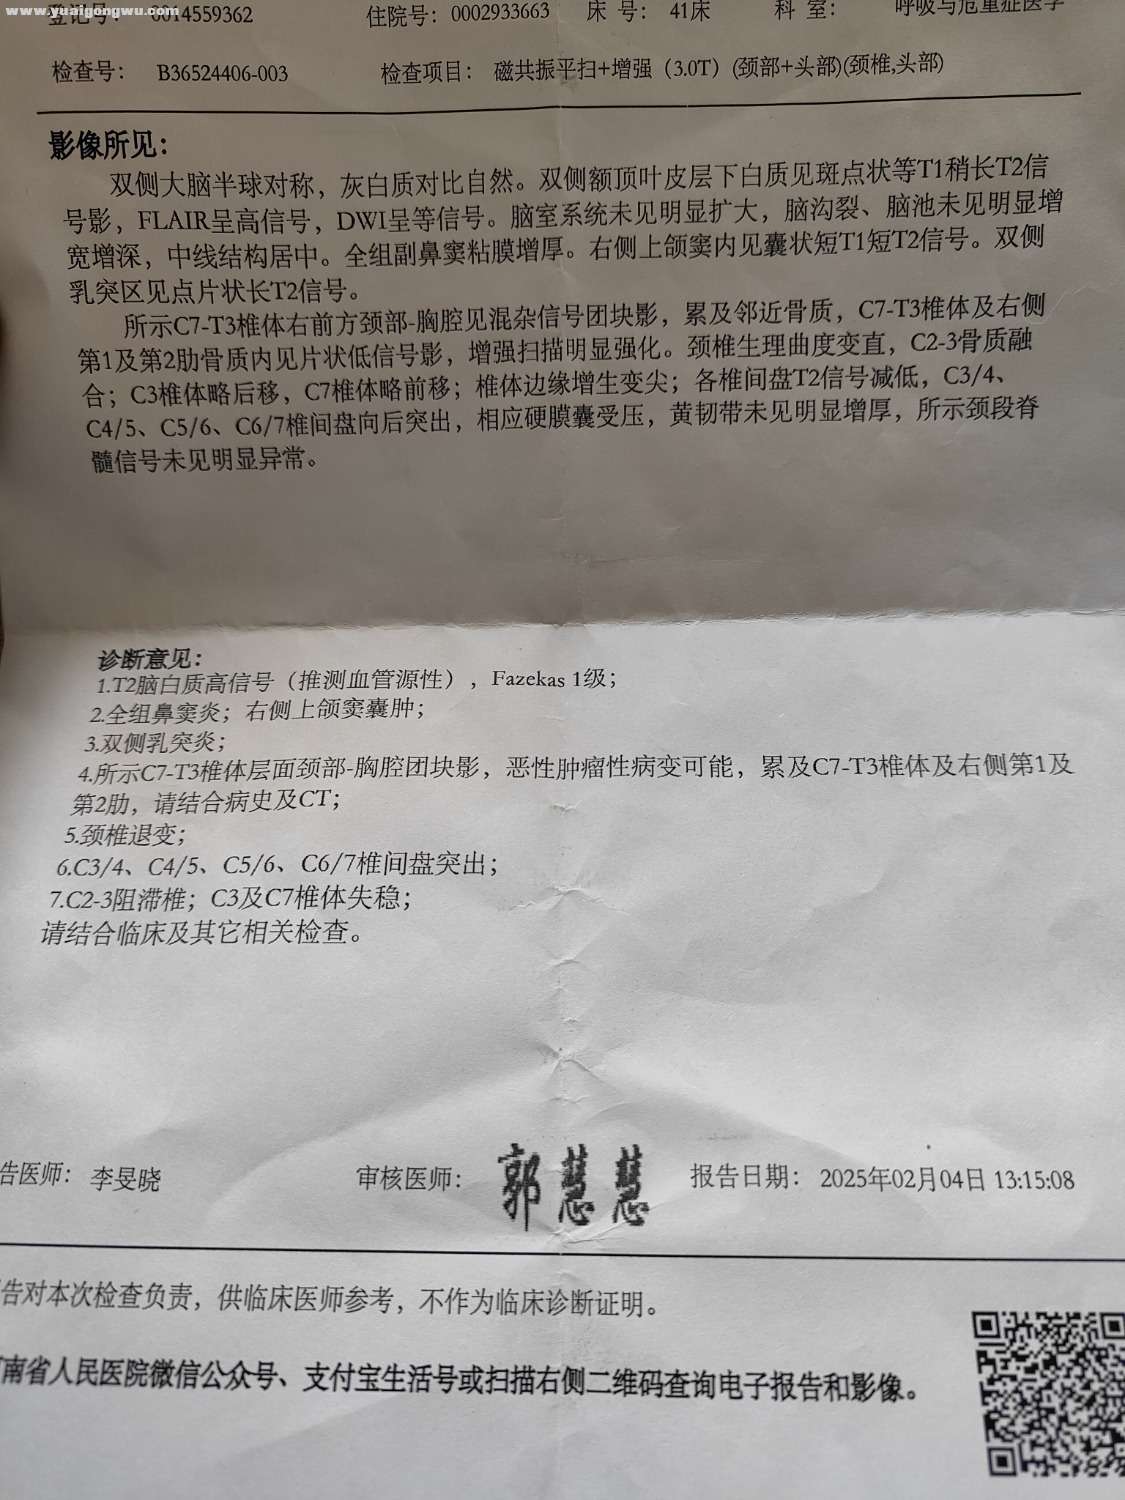 www.yuaigongwu.com
登记号： 0014559362 住院号：0002933663 床 号： 41床 科 室： 呼吸与危重症医学
检查号： B36524406-003 检查项目： 磁共振平扫+增强（3.0T）(颈部+头部)(颈椎,头部)
影像所见：
双侧大脑半球对称，灰白质对比自然。双侧额顶叶皮层下白质见斑点状等T1稍长T2信
号影，FLAIR呈高信号，DWI呈等信号。脑室系统未见明显扩大，脑沟裂、脑池未见明显增
宽增深，中线结构居中。全组副鼻窦粘膜增厚。右侧上颌窦内见囊状短T1短T2信号。双侧
乳突区见点片状长T2信号。
所示C7-T3椎体右前方颈部-胸腔见混杂信号团块影，累及邻近骨质，C7-T3椎体及右侧
第1及第2肋骨质内见片状低信号影，增强扫描明显强化。颈椎生理曲度变直，C2-3骨质融
合；C3椎体略后移，C7椎体略前移；椎体边缘增生变尖；各椎间盘T2信号减低，C3/4、
C4/5、C5/6、C6/7椎间盘向后突出，相应硬膜囊受压，黄韧带未见明显增厚，所示颈段脊
髓信号未见明显异常。
诊断意见：
1.T2脑白质高信号（推测血管源性），Fazekas 1级；
2.全组鼻窦炎；右侧上颌窦囊肿；
3.双侧乳突炎；
4.所示C7-T3椎体层面颈部-胸腔团块影，恶性肿瘤性病变可能，累及C7-T3椎体及右侧第1及
第2肋，请结合病史及CT；
5.颈椎退变；
6.C3/4、C4/5、C5/6、C6/7椎间盘突出；
7.C2-3阻滞椎；C3及C7椎体失稳；
请结合临床及其它相关检查。
告医师： 李旻晓 审核医师： 郭慧慧 报告日期： 2025年02月04日 13:15:08
告对本次检查负责，供临床医师参考，不作为临床诊断证明。
南省人民医院微信公众号、支付宝生活号或扫描右侧二维码查询电子报告和影像。